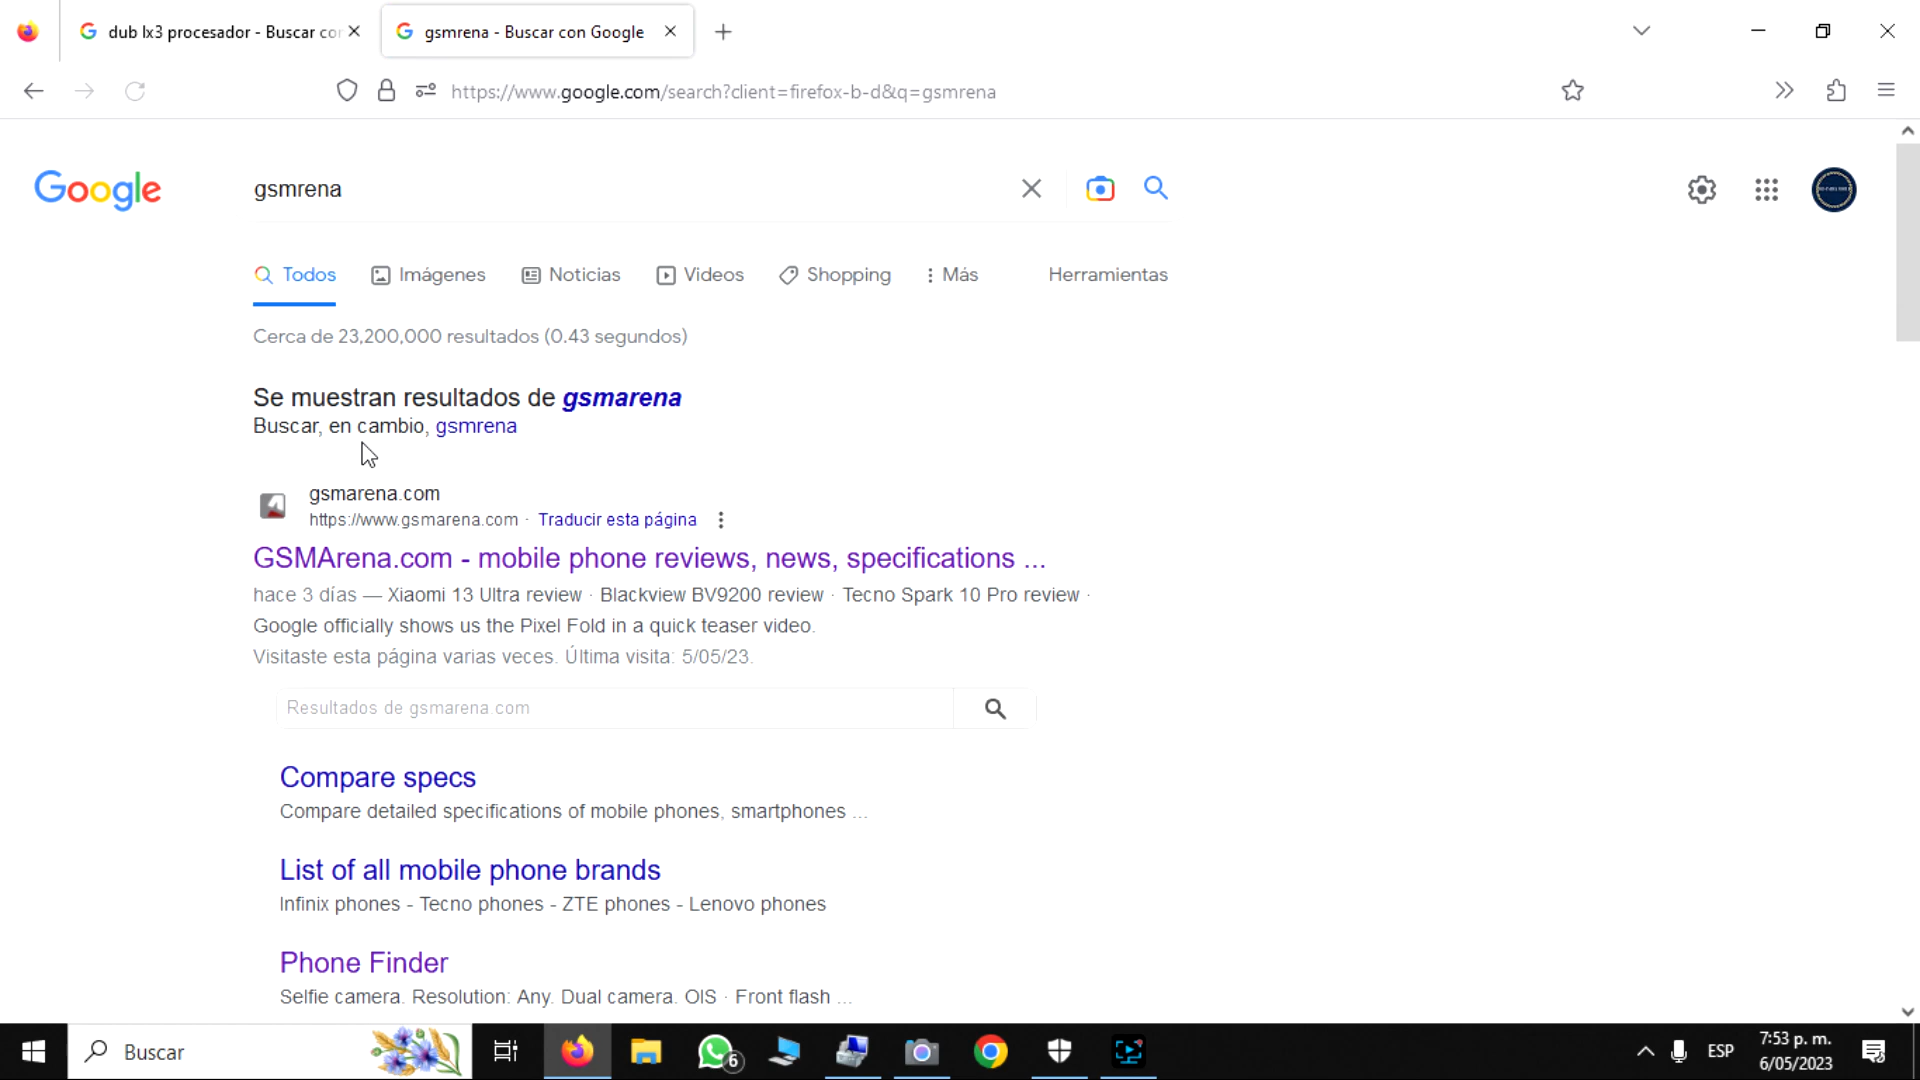 dub lx3 procesador - Buscar co
gsmrena - Buscar con Google
https://www.google.com/search?client=firefox-b-d&q=gsmrena
Google
gsmrena
Todos
Imágenes
Noticias
Videos
Shopping
Más
Herramientas
Cerca de 23,200,000 resultados (0.43 segundos)
Se muestran resultados de gsmarena
Buscar, en cambio, gsmrena
gsmarena.com
https://www.gsmarena.com · Traducir esta página
GSMArena.com - mobile phone reviews, news, specifications ...
hace 3 días — Xiaomi 13 Ultra review · Blackview BV9200 review · Tecno Spark 10 Pro review ·
Google officially shows us the Pixel Fold in a quick teaser video.
Visitaste esta página varias veces. Última visita: 5/05/23.
Resultados de gsmarena.com
Compare specs
Compare detailed specifications of mobile phones, smartphones ...
List of all mobile phone brands
Infinix phones - Tecno phones - ZTE phones - Lenovo phones
Phone Finder
Selfie camera. Resolution: Any. Dual camera. OIS · Front flash ...
Buscar
6
ESP
7:53 p. m.
6/05/2023